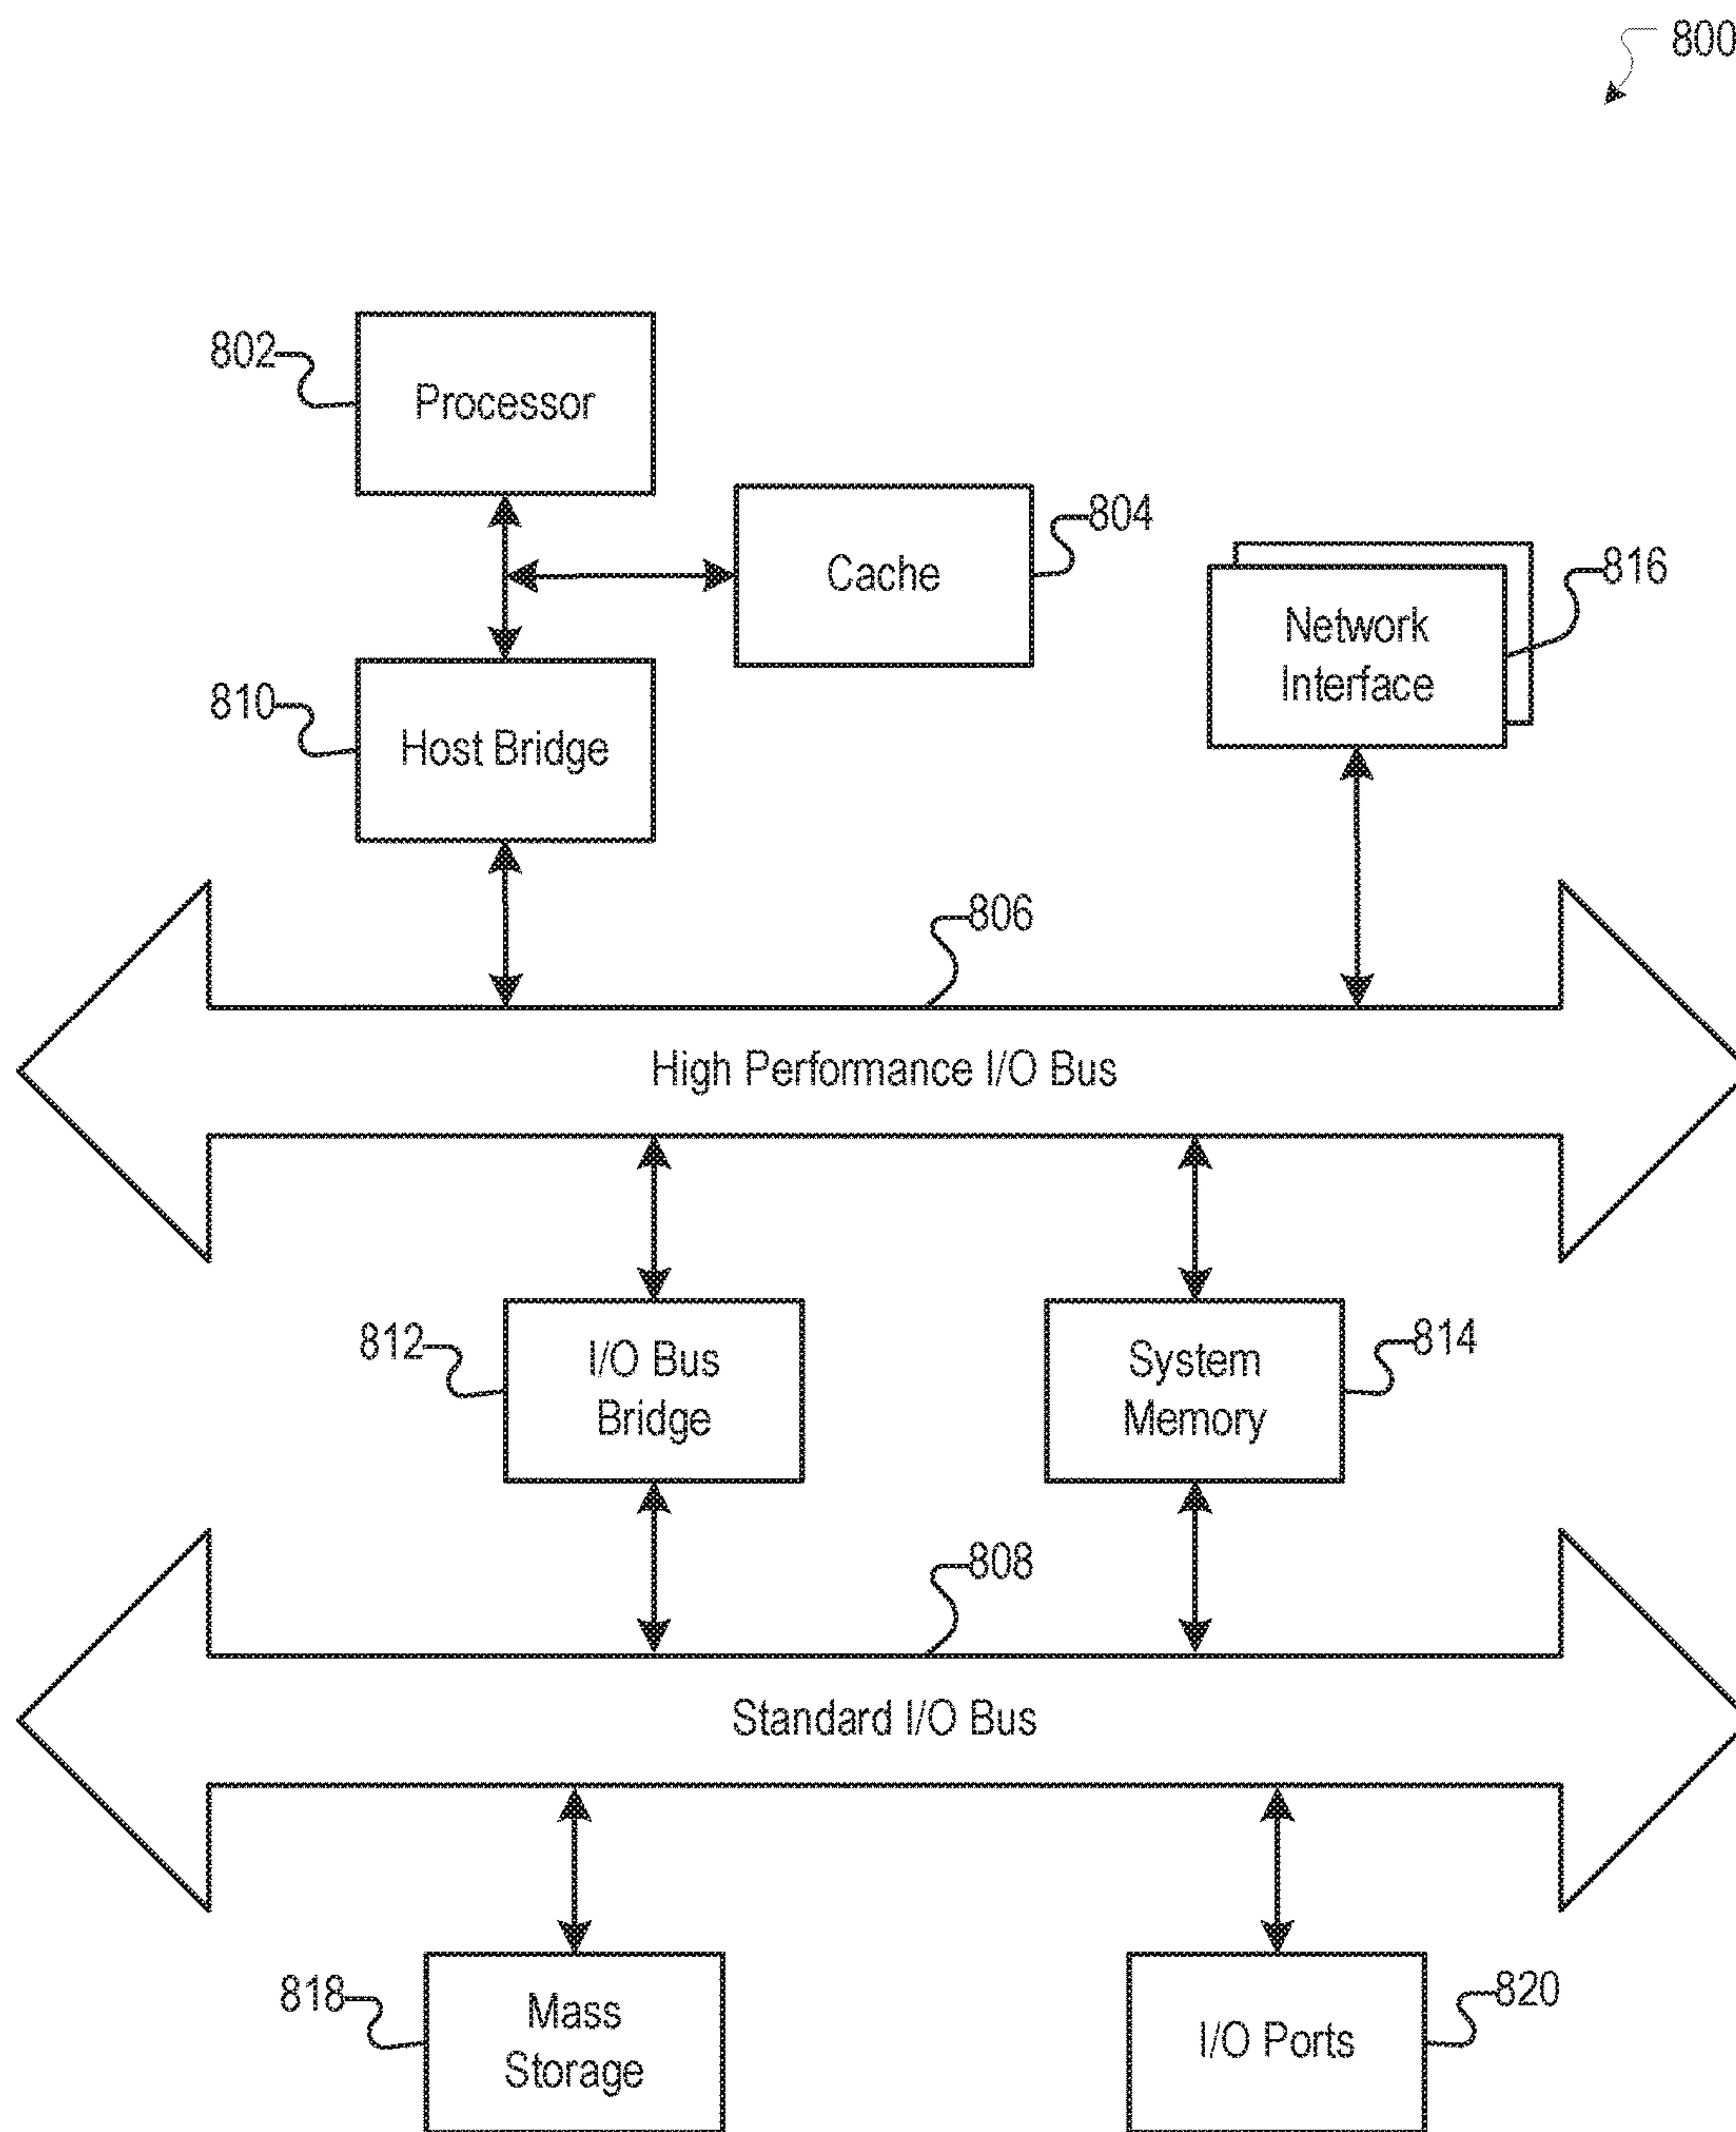 800
802
Processor
804
Cache
816
Network
Interface
810
Host Bridge
806
High Performance I/O Bus
812
I/O Bus
Bridge
814
System
Memory
808
Standard I/O Bus
818
Mass
Storage
820
I/O Ports